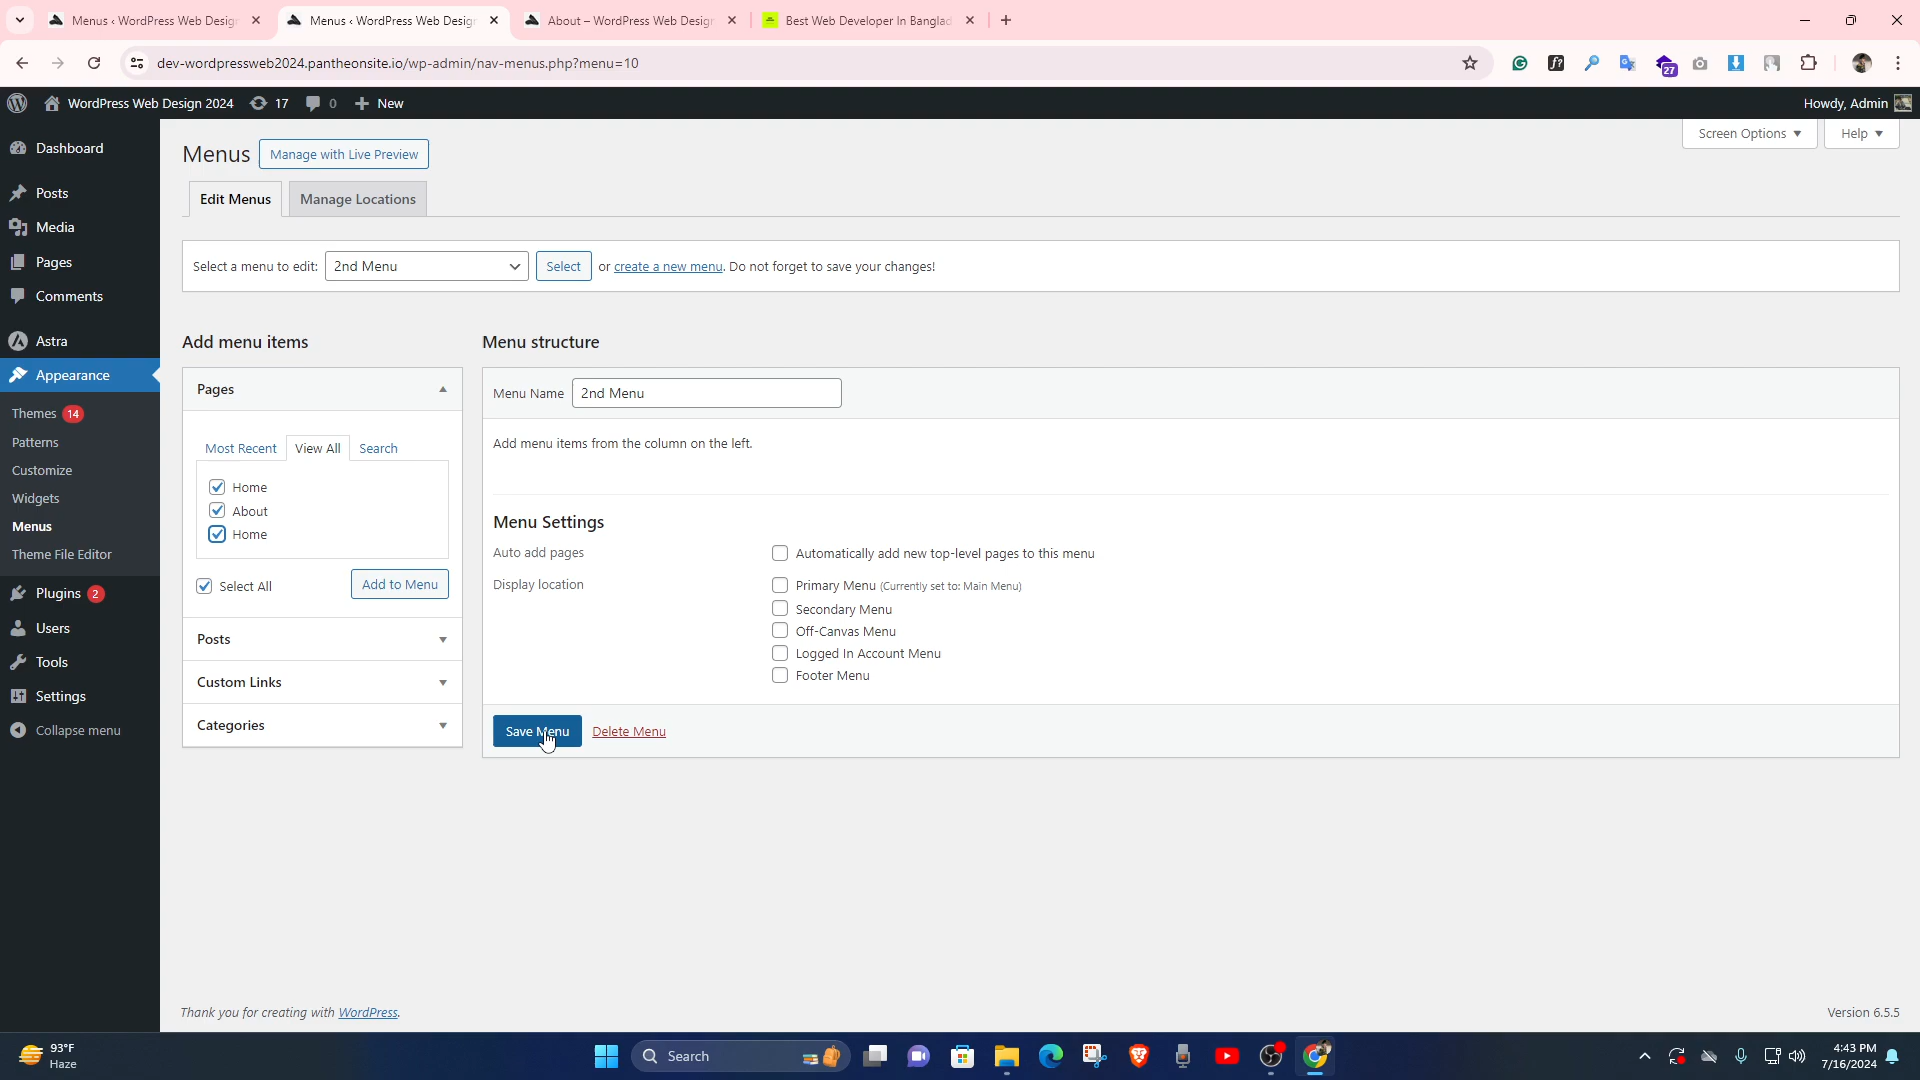 Menus ‹ WordPress Web Desig
Menus ‹ WordPress Web Desig
About – WordPress Web Desig
Best Web Developer In Banglad
dev-wordpressweb2024.pantheonsite.io/wp-admin/nav-menus.php?menu=10
27
WordPress Web Design 2024
17
0
New
Howdy, Admin
Dashboard
Posts
Media
Pages
Comments
Astra
Appearance
Themes 14
Patterns
Customize
Widgets
Menus
Theme File Editor
Plugins 2
Users
Tools
Settings
Collapse menu
Screen Options
Help
Menus
Manage with Live Preview
Edit Menus
Manage Locations
Select a menu to edit: 2nd Menu Select or create a new menu. Do not forget to save your changes!
Add menu items
Pages
Most Recent View All Search
Home
About
Home
Select All
Add to Menu
Posts
Custom Links
Categories
Menu structure
Menu Name 2nd Menu
Add menu items from the column on the left.
Menu Settings
Auto add pages
Automatically add new top-level pages to this menu
Display location
Primary Menu (Currently set to: Main Menu)
Secondary Menu
Off-Canvas Menu
Logged In Account Menu
Footer Menu
Save Menu
Delete Menu
Thank you for creating with WordPress.
Version 6.5.5
93°F
Haze
Search
4:43 PM
7/16/2024